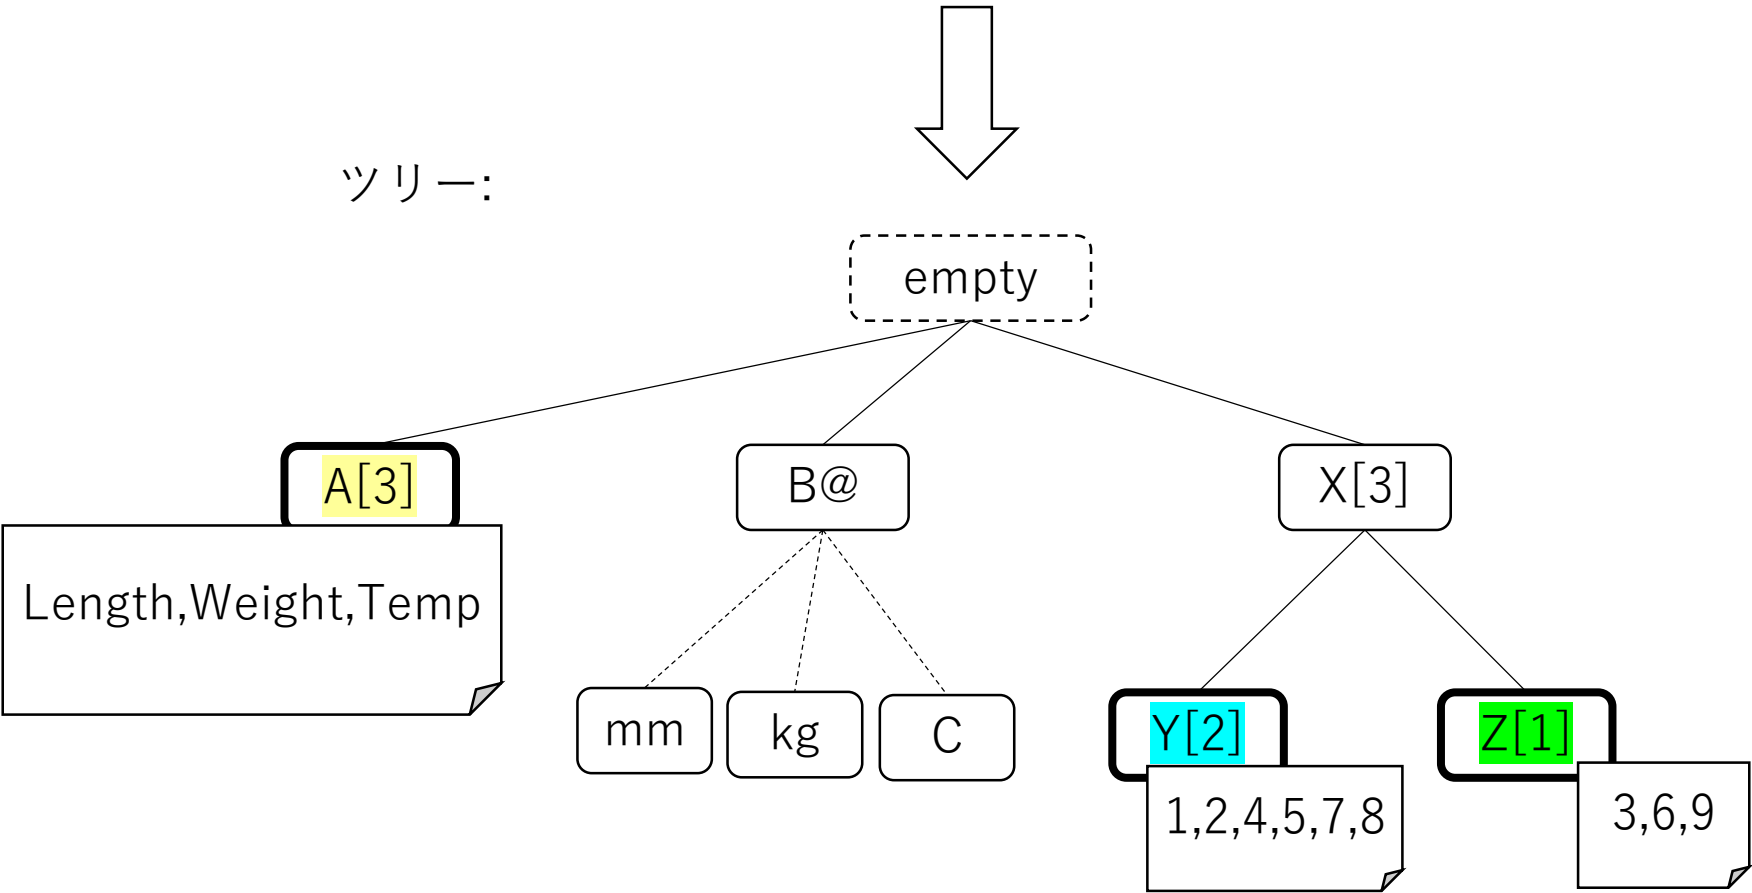 ツリー:
empty
A[3]
B@
X[3]
Length,Weight,Temp
mm
kg
C
Y[2]
Z[1]
1,2,4,5,7,8
3,6,9